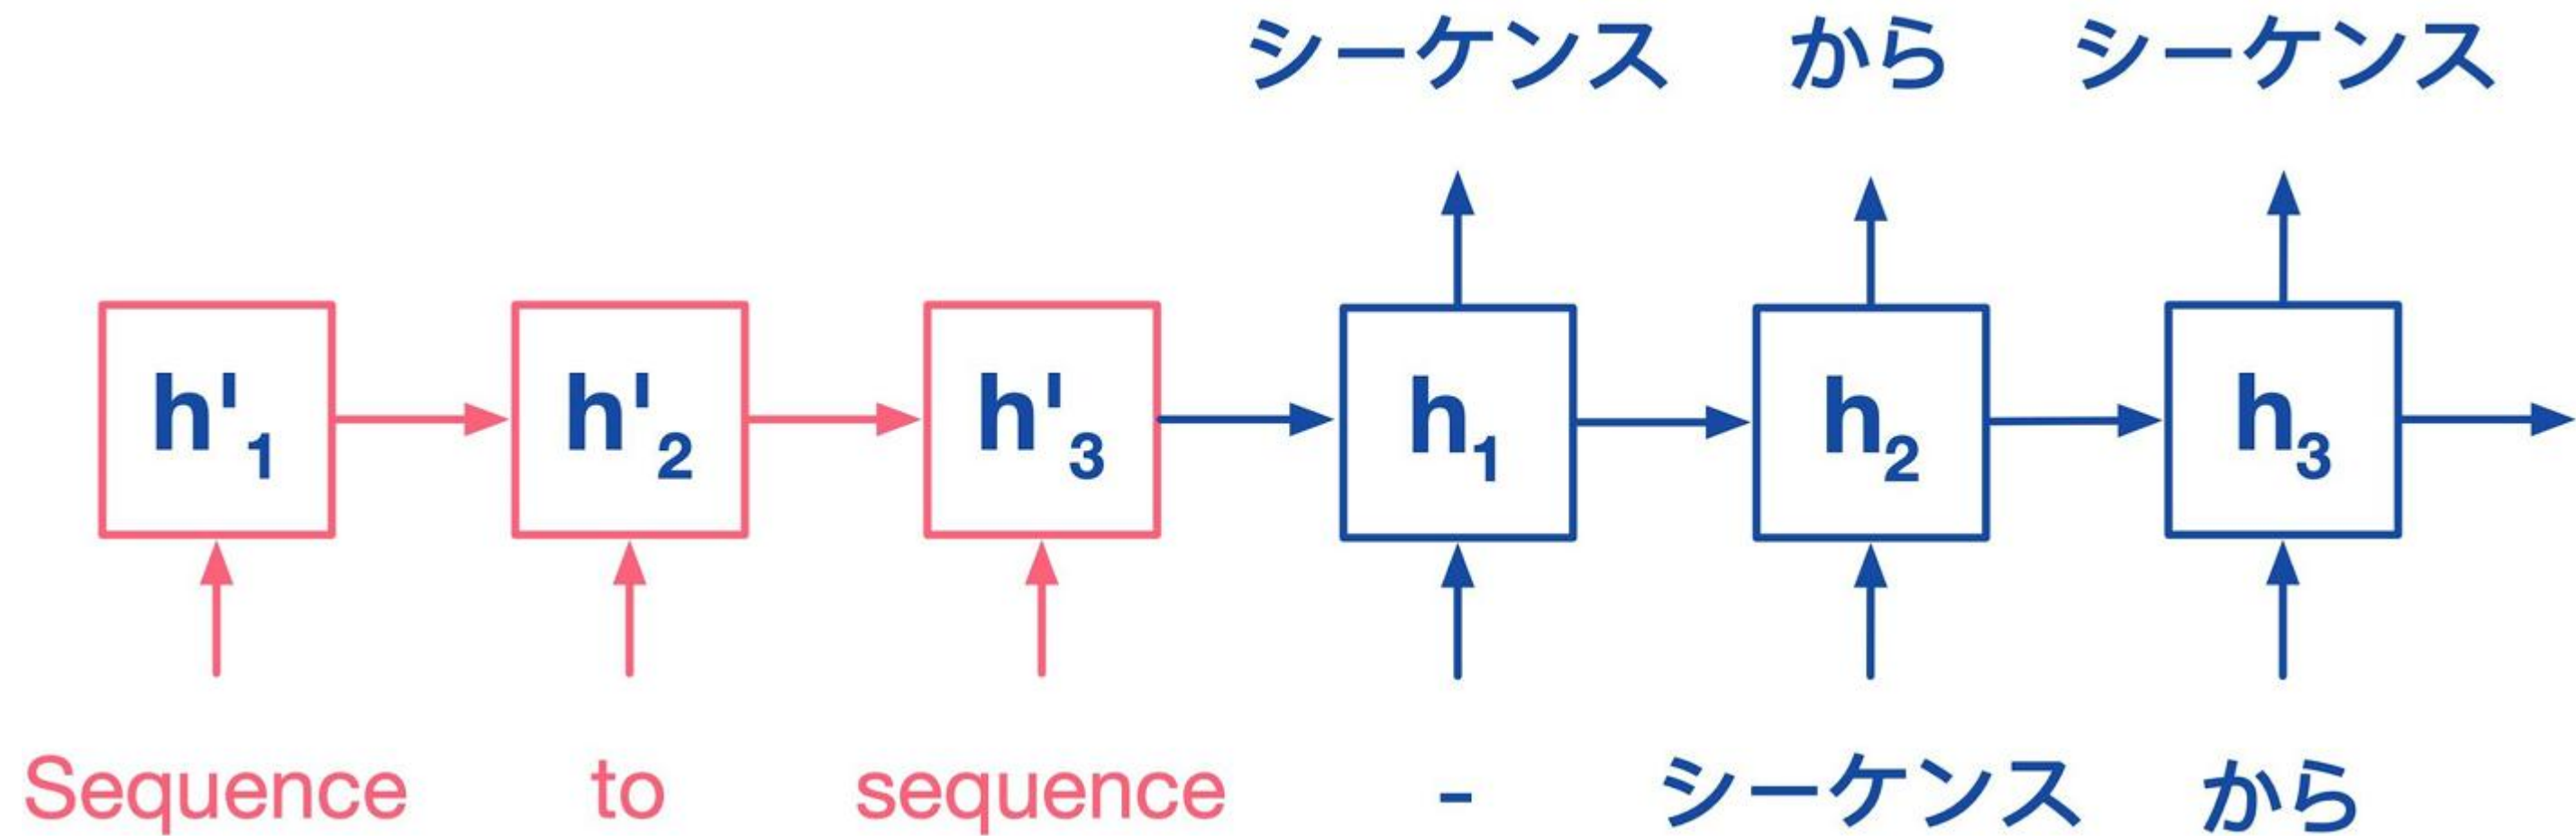 シーケンス から シーケンス
h'1 h'2 h'3 h1 h2 h3
Sequence to sequence - シーケンス から